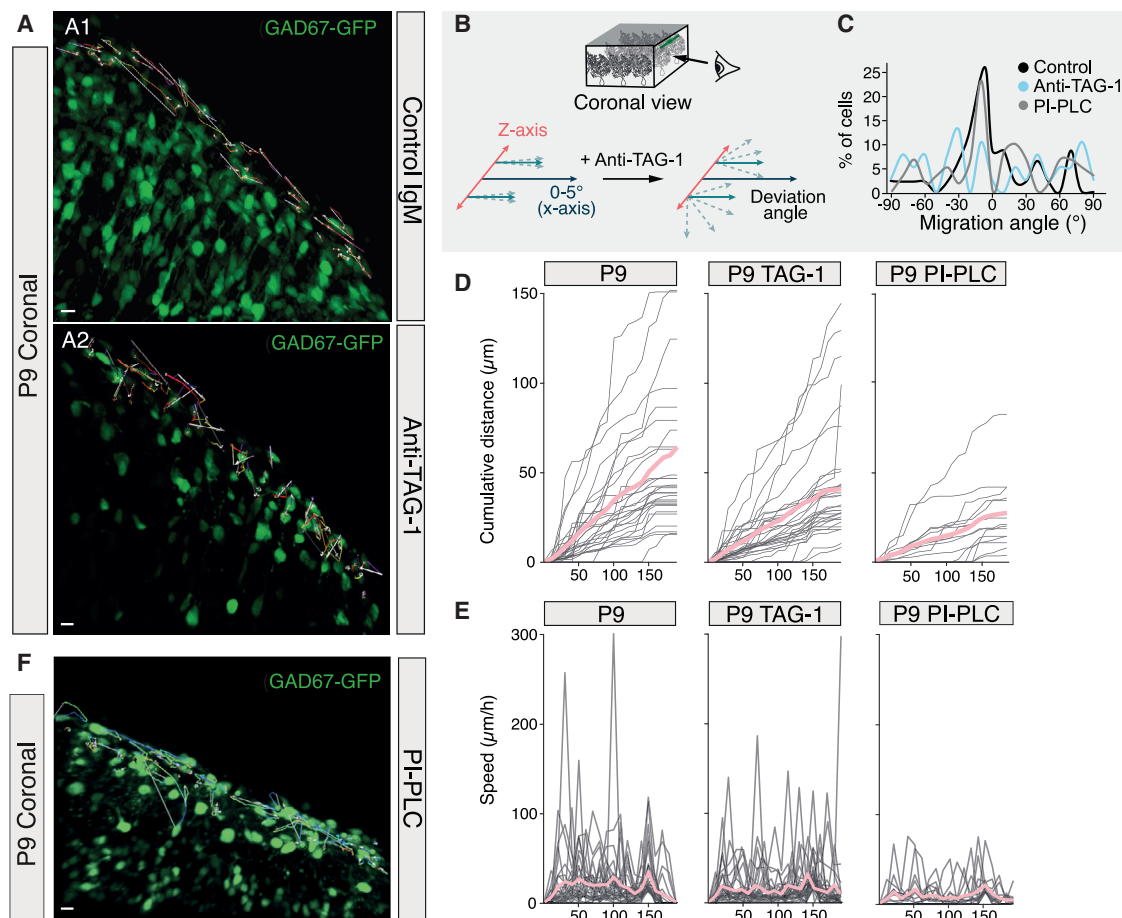 A
A1
(GAD67-GFP
Control IgM
P9 Coronal
A2
(GAD67-GFP
Anti-TAG-1
B
Coronal view
Z-axis
+ Anti-TAG-1
0-5°
(x-axis)
Deviation
angle
C
Control
Anti-TAG-1
PI-PLC
% of cells
25
20
15
10
5
0
-90 -60 -30 0 30 60 90
Migration angle (°)
D
P9
P9 TAG-1
P9 PI-PLC
Cumulative distance (µm)
150
100
50
0
50 100 150
50 100 150
50 100 150
E
P9
P9 TAG-1
P9 PI-PLC
Speed (µm/h)
300
200
100
0
50 100 150
50 100 150
50 100 150
F
(GAD67-GFP
P9 Coronal
PI-PLC